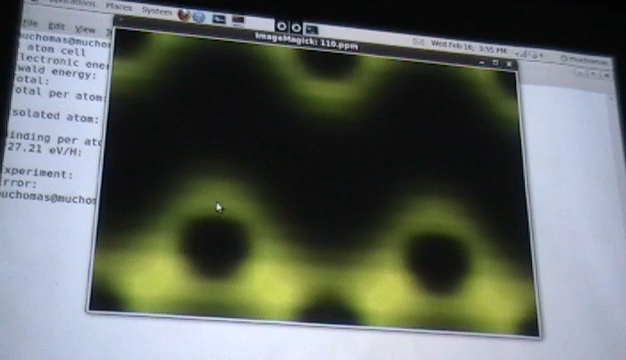 Places System
Wed Feb 16, 3:55 PM
muchomas
ImageMagick: 110.ppm
File Edit View
muchomas@muchom
atom cell
lectronic ener
wald energy:
otal:
otal per atom:
solated atom:
inding per ato
27.21 eV/H:
xperiment:
rror:
muchomas@muchom